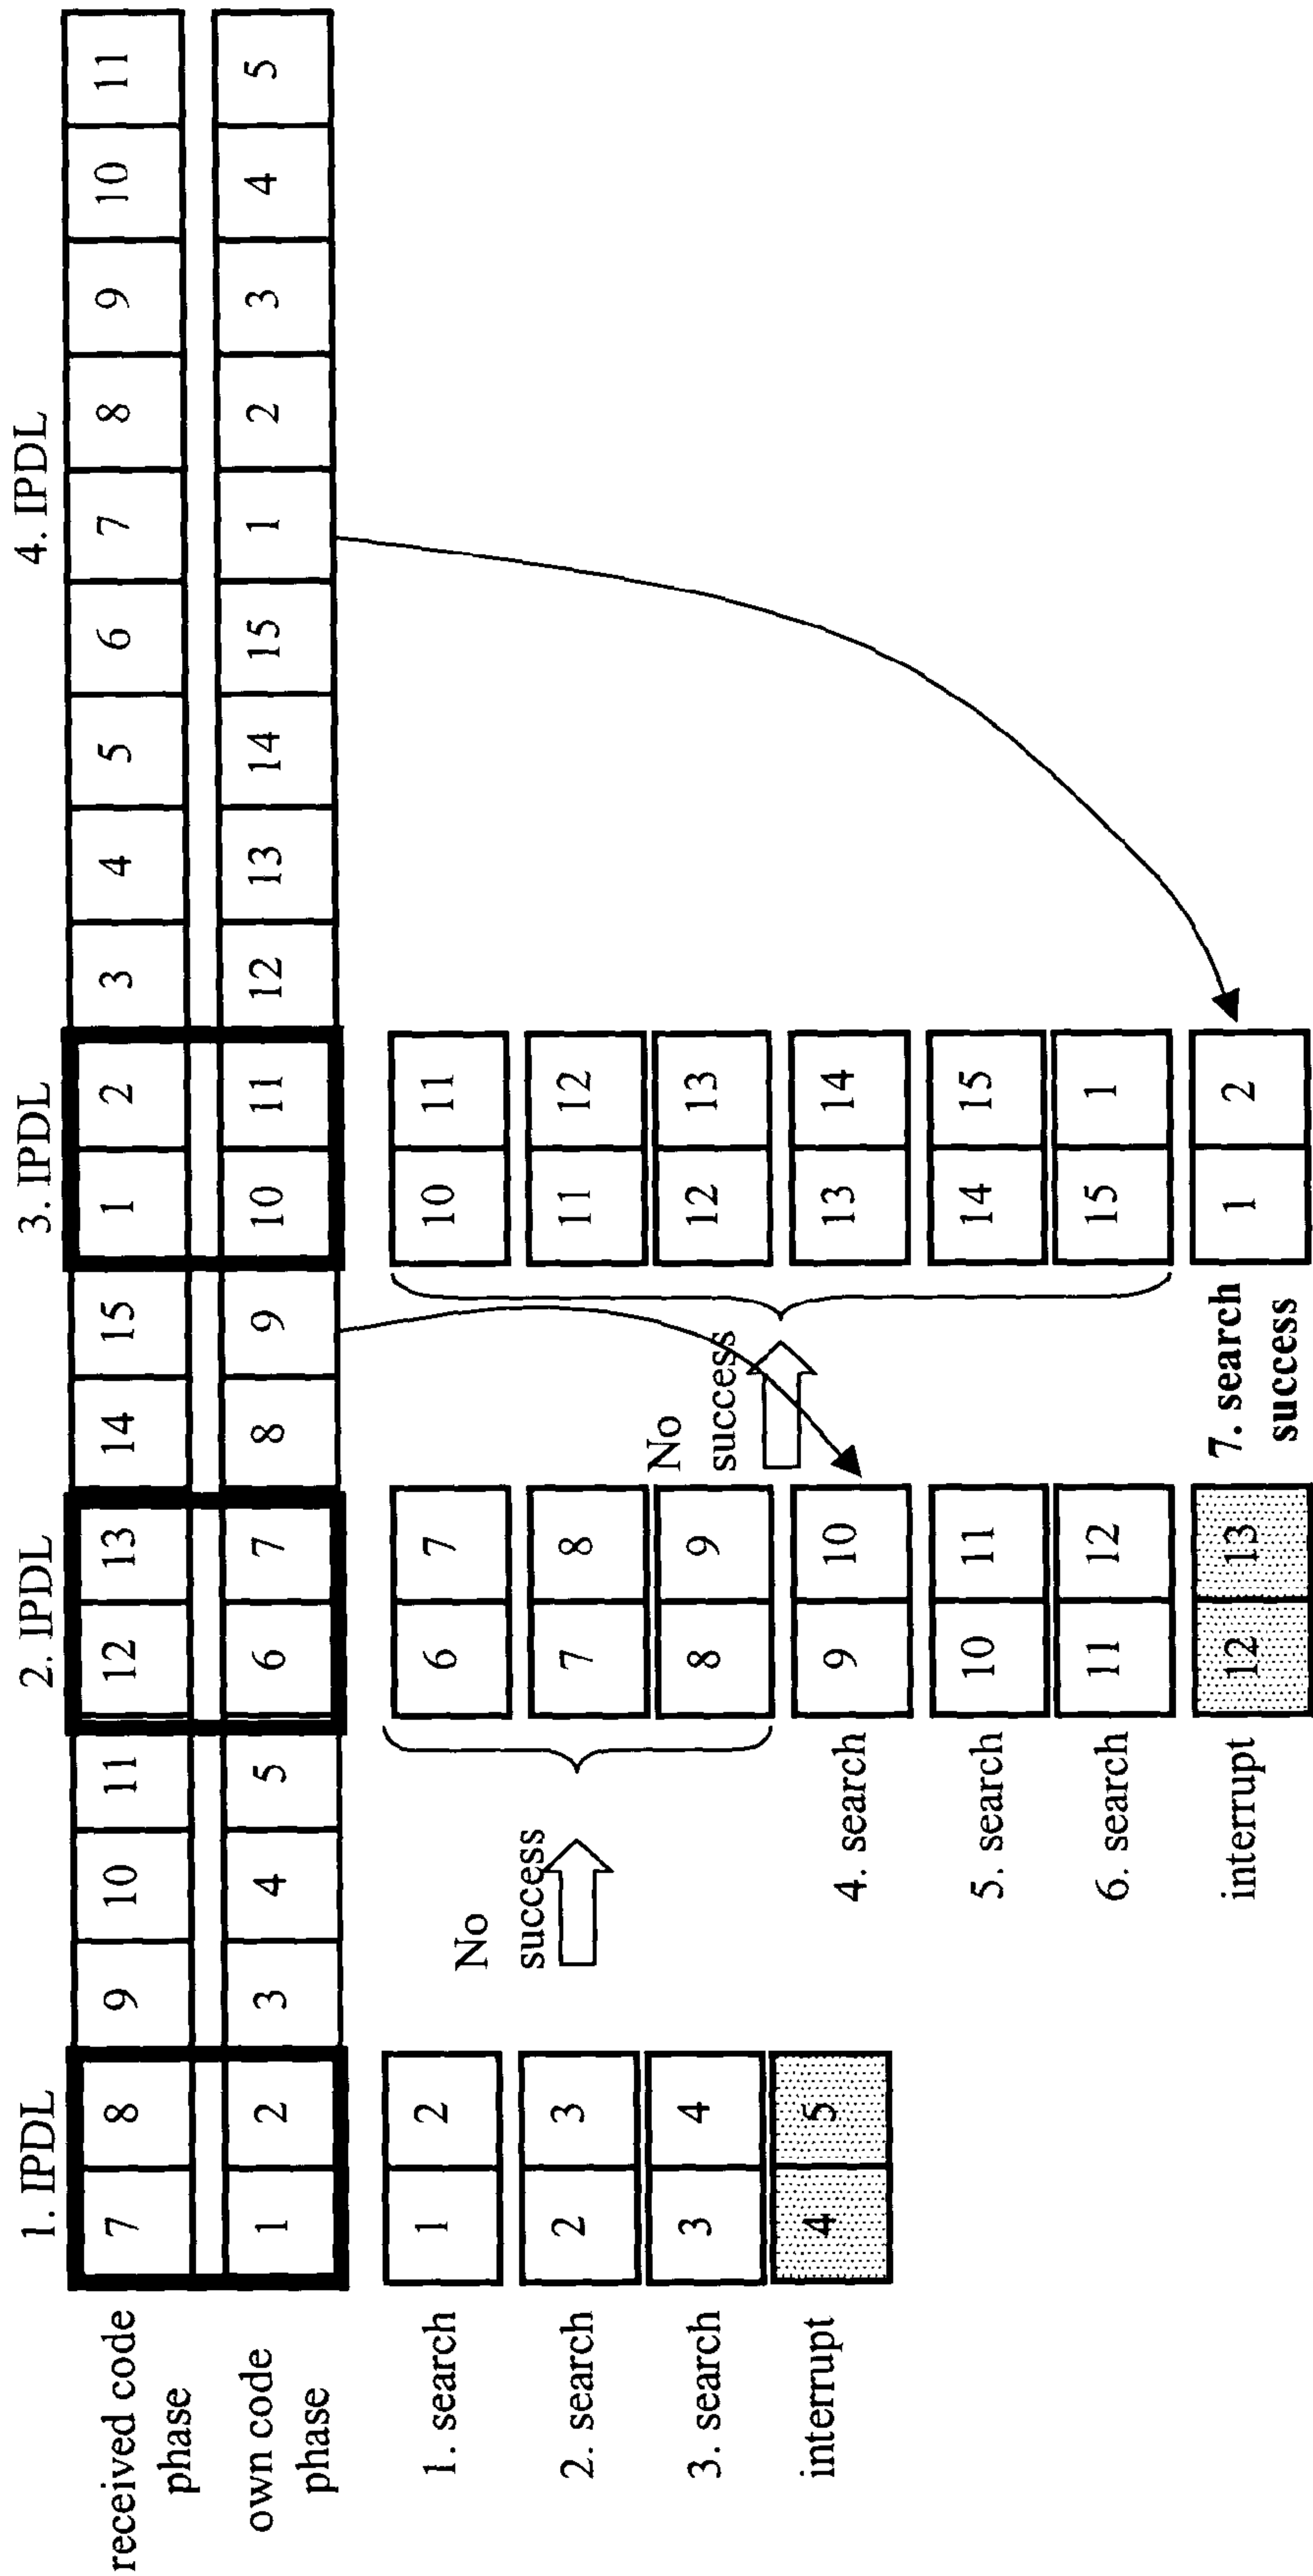 1. IPDL 2. IPDL 3. IPDL 4. IPDL
received code phase 7 8 9 10 11 12 13 14 15 1 2 3 4 5 6 7 8 9 10 11
own code phase 1 2 3 4 5 6 7 8 9 10 11 12 13 14 15 1 2 3 4 5
1. search 1 2
2. search 2 3
3. search 3 4
interrupt 4 5
No
success
6 7
7 8
8 9
4. search 9 10
5. search 10 11
6. search 11 12
interrupt 12 13
No
success
10 11
11 12
12 13
13 14
14 15
15 1
7. search
success
1 2